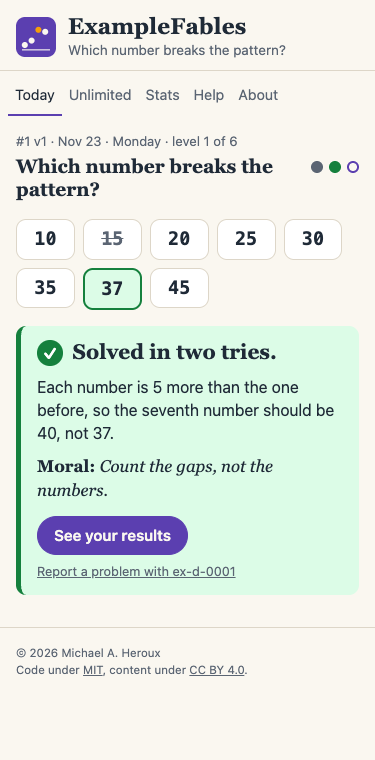 ExampleFables
Which number breaks the pattern?
Today Unlimited Stats Help About
#1 v1 · Nov 23 · Monday · level 1 of 6
Which number breaks the
pattern?
10 15 20 25 30
35 37 45
Solved in two tries.
Each number is 5 more than the one
before, so the seventh number should be
40, not 37.
Moral: Count the gaps, not the
numbers.
See your results
Report a problem with ex-d-0001
© 2026 Michael A. Heroux
Code under MIT, content under CC BY 4.0.